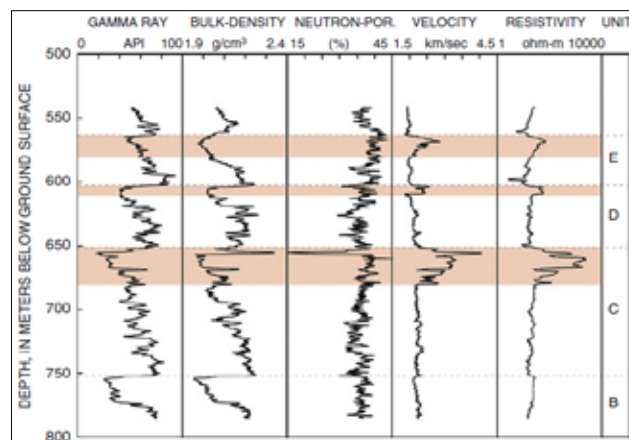 GAMMA RAY BULK-DENSITY NEUTRON-POR. VELOCITY RESISTIVITY UNIT
0 API 100 1.9 g/cm³ 2.4 15 (%) 45 1.5 km/sec 4.5 1 ohm-m 10000
500
550
600
650
700
750
800
DEPTH, IN METERS BELOW GROUND SURFACE
E
D
C
B